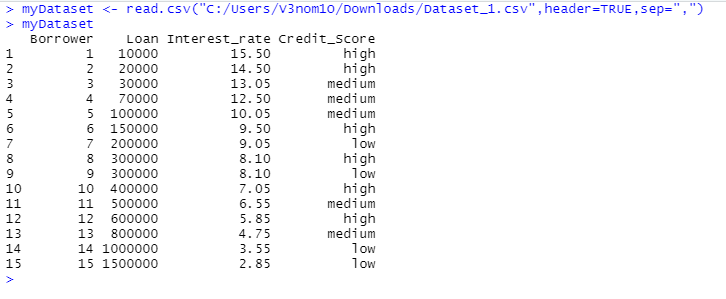 > myDataset <- read.csv("C:/Users/V3nom1O/Downloads/Dataset_1.csv",header=TRUE,sep=",")
> myDataset
   Borrower    Loan Interest_rate Credit_Score
1         1   10000         15.50         high
2         2   20000         14.50         high
3         3   30000         13.05       medium
4         4   70000         12.50       medium
5         5  100000         10.05       medium
6         6  150000          9.50         high
7         7  200000          9.05          low
8         8  300000          8.10         high
9         9  300000          8.10          low
10       10  400000          7.05         high
11       11  500000          6.55       medium
12       12  600000          5.85         high
13       13  800000          4.75       medium
14       14 1000000          3.55          low
15       15 1500000          2.85          low
>